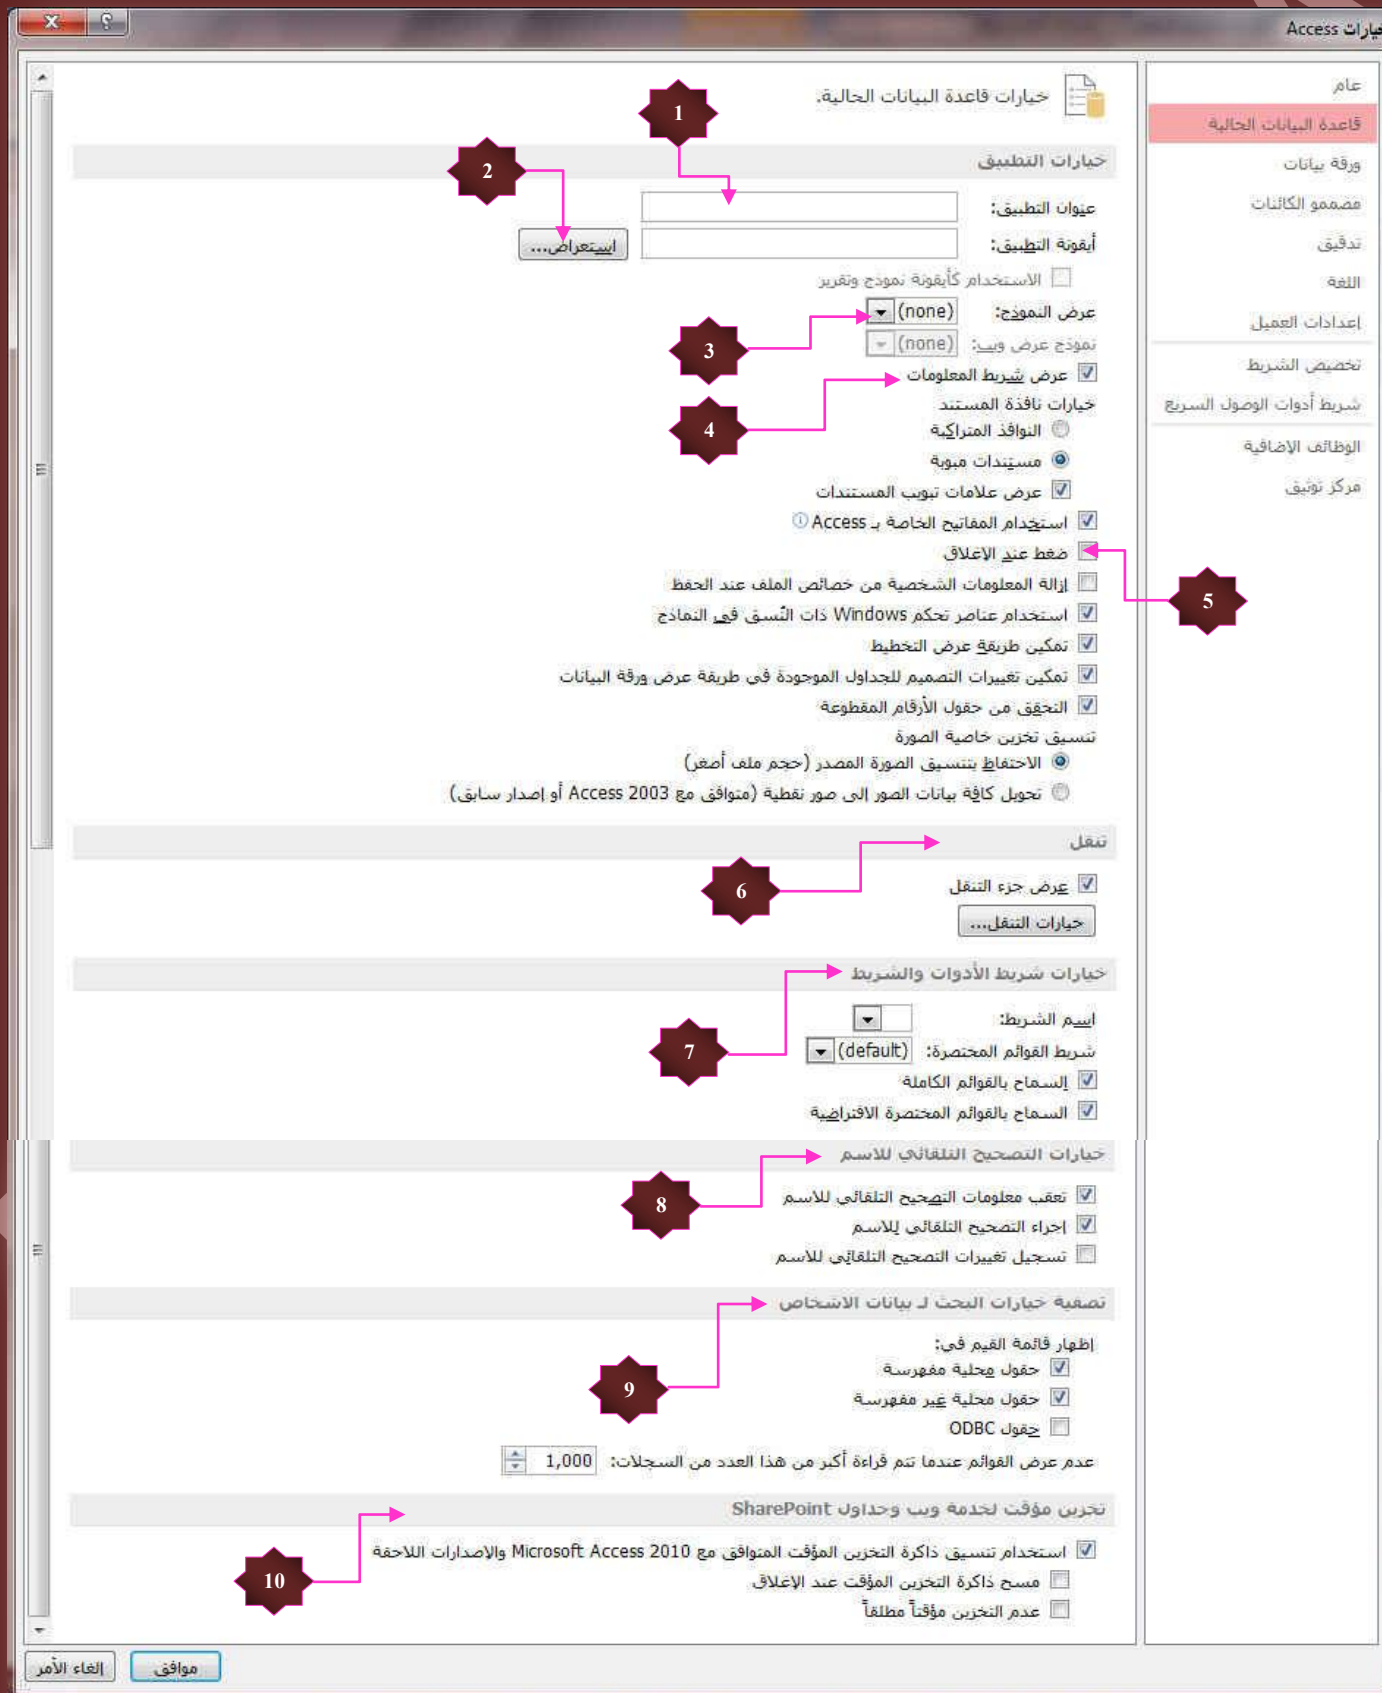 خيارات Access
عام
قاعدة البيانات الحالية
ورقة بيانات
مصممو الكائنات
تدقيق
اللغة
إعدادات العميل
تخصيص الشريط
شريط أدوات الوصول السريع
الوظائف الإضافية
مركز توثيق
خيارات قاعدة البيانات الحالية.
1
خيارات التطبيق
2
عنوان التطبيق:
أيقونة التطبيق:
استعراض...
الاستخدام كأيقونة نموذج وتقرير
عرض النموذج: (none)
3
نموذج عرض ويب: (none)
عرض شريط المعلومات
خيارات نافذة المستند
4
النوافذ المتراكبة
مستندات مبوبة
عرض علامات تبويب المستندات
استخدام المفاتيح الخاصة بـ Access
ضغط عند الإغلاق
5
إزالة المعلومات الشخصية من خصائص الملف عند الحفظ
استخدام عناصر تحكم Windows ذات النُسق في النماذج
تمكين طريقة عرض التخطيط
تمكين تغييرات التصميم للجداول الموجودة في طريقة عرض ورقة البيانات
التحقق من حقول الأرقام المقطوعة
تنسيق تخزين خاصية الصورة
الاحتفاظ بتنسيق الصورة المصدر (حجم ملف أصغر)
تحويل كافة بيانات الصور إلى صور نقطية (متوافق مع Access 2003 أو إصدار سابق)
تنقل
6
عرض جزء التنقل
خيارات التنقل...
خيارات شريط الأدوات والشريط
اسم الشريط:
7
شريط القوائم المختصرة: (default)
السماح بالقوائم الكاملة
السماح بالقوائم المختصرة الافتراضية
خيارات التصحيح التلقائي للاسم
8
تعقب معلومات التصحيح التلقائي للاسم
إجراء التصحيح التلقائي للاسم
تسجيل تغييرات التصحيح التلقائي للاسم
تصفية خيارات البحث لـ بيانات الاشخاص
إظهار قائمة القيم في:
9
حقول محلية مفهرسة
حقول محلية غير مفهرسة
حقول ODBC
عدم عرض القوائم عندما تتم قراءة أكبر من هذا العدد من السجلات: 1,000
تخزين مؤقت لخدمة ويب وجداول SharePoint
10
استخدام تنسيق ذاكرة التخزين المؤقت المتوافق مع Microsoft Access 2010 والإصدارات اللاحقة
مسح ذاكرة التخزين المؤقت عند الإغلاق
عدم التخزين مؤقتاً مطلقاً
موافق
إلغاء الأمر